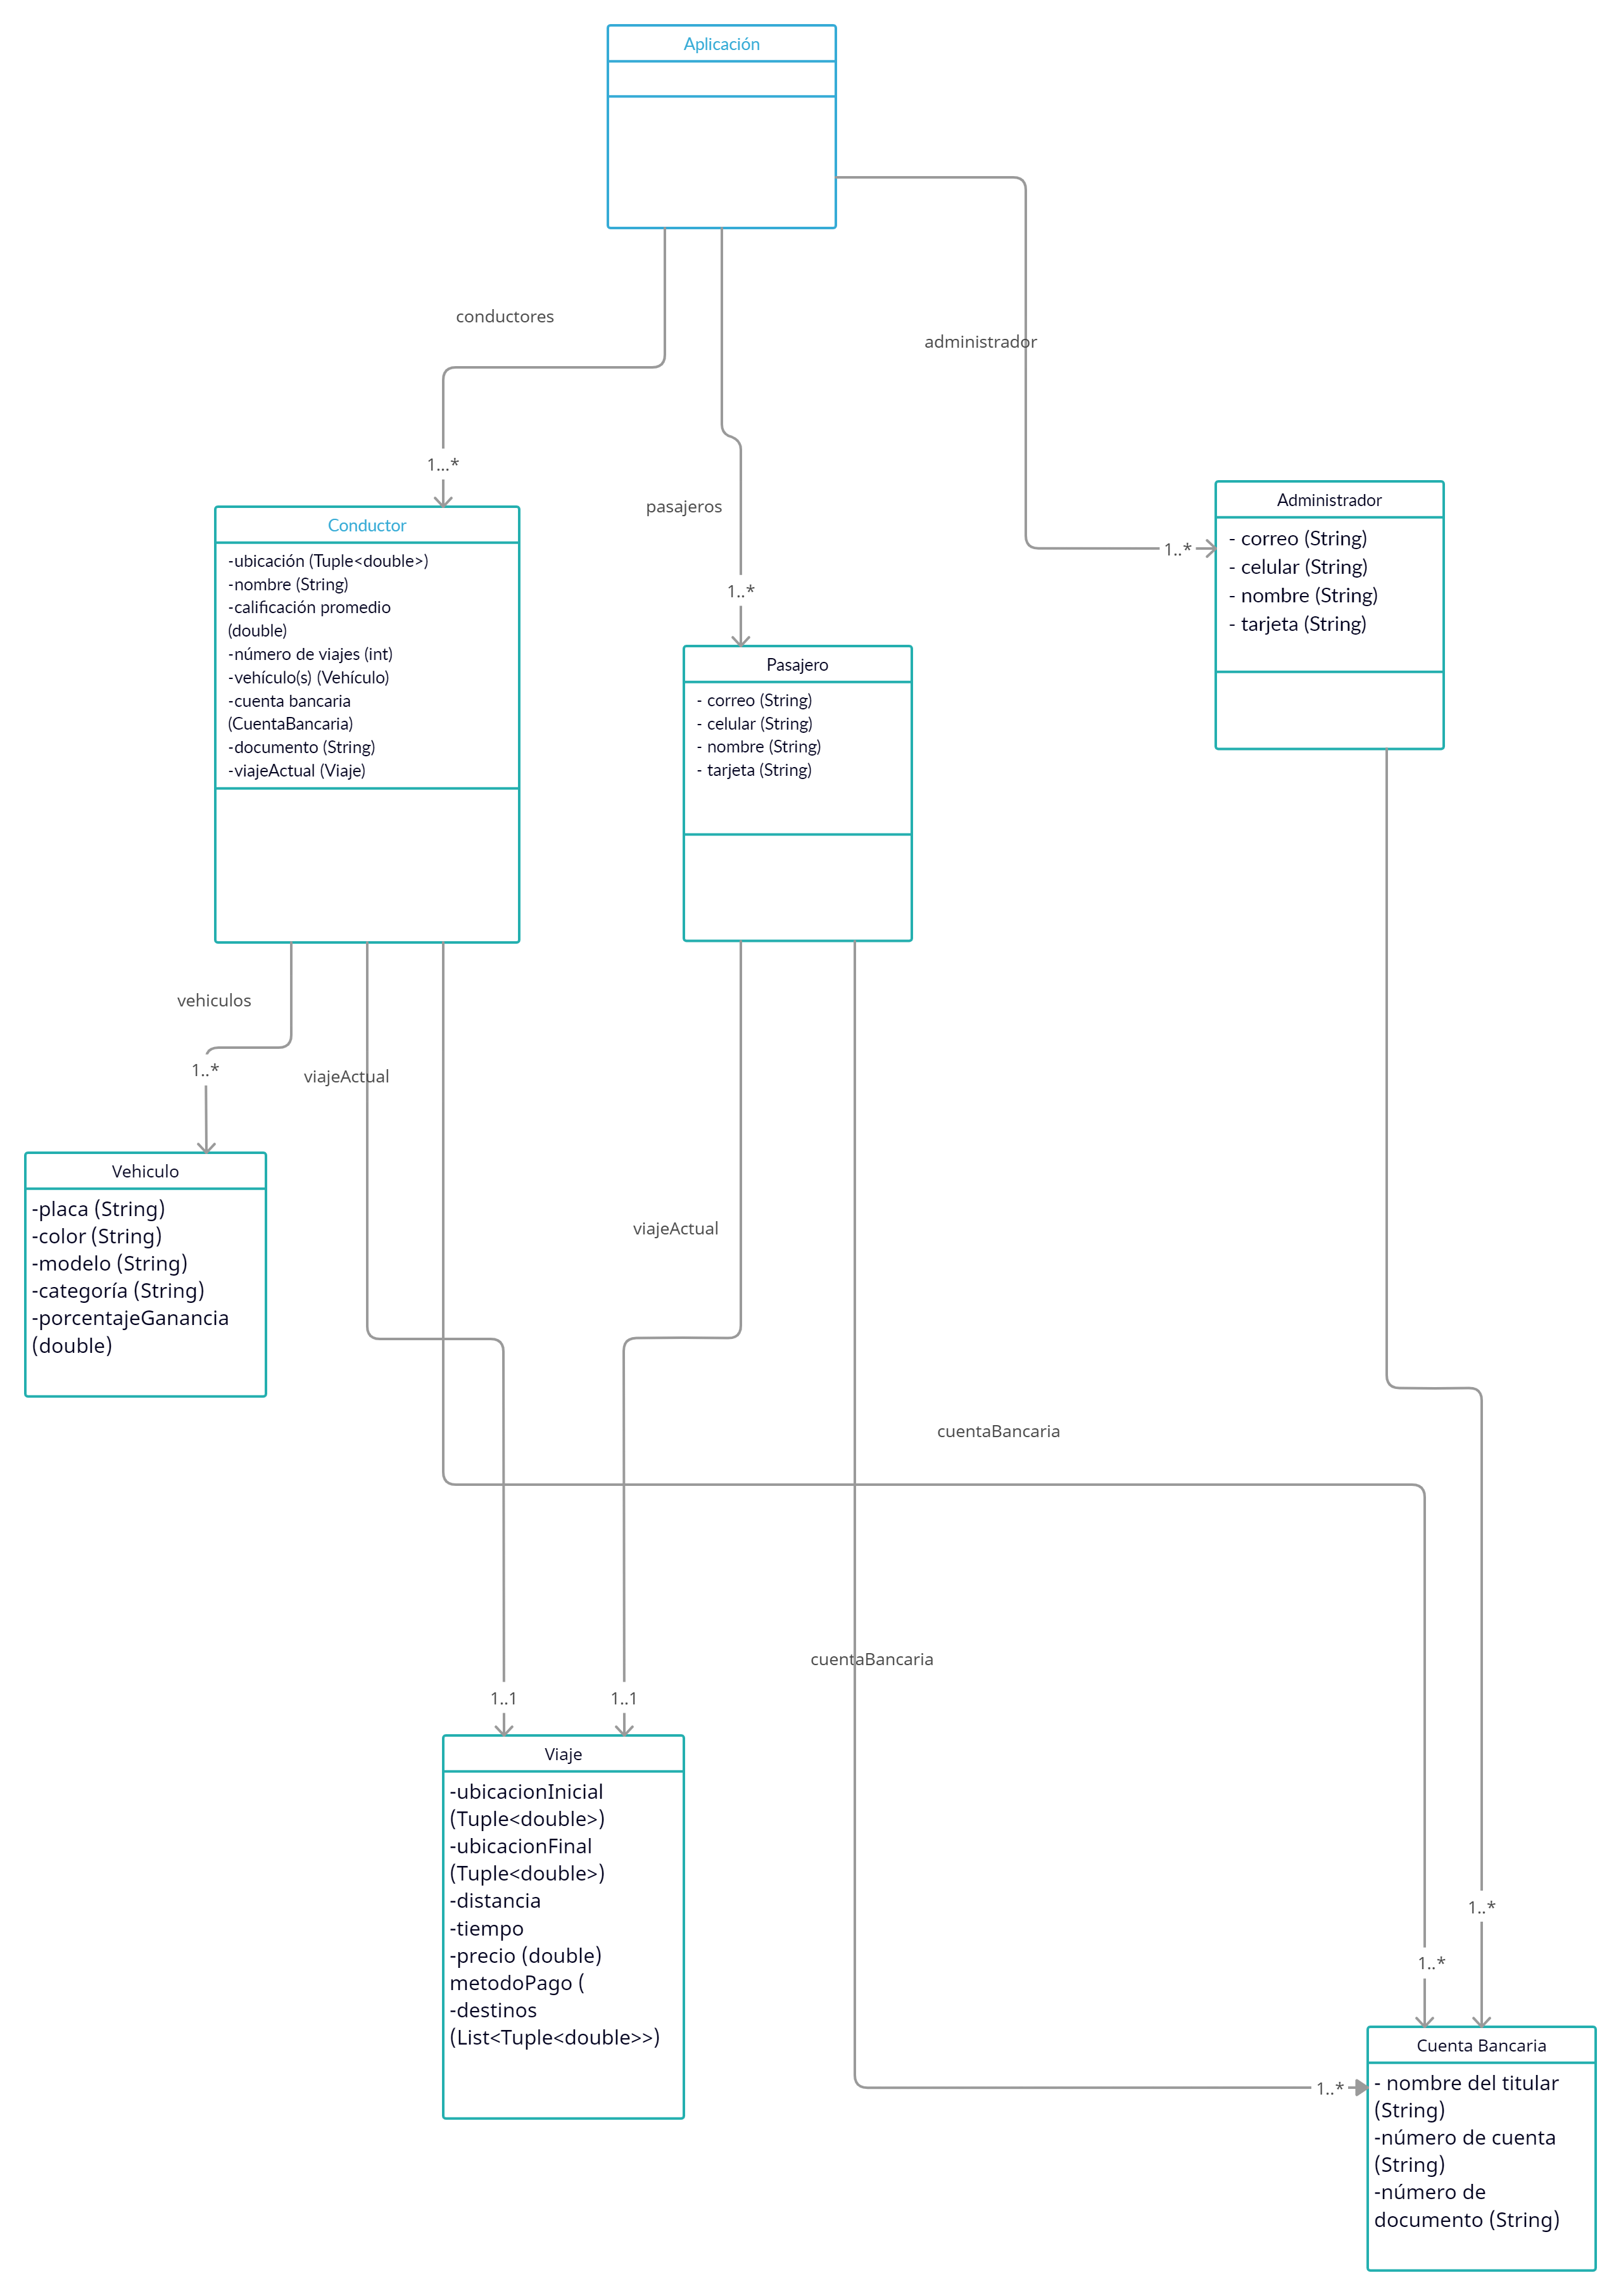 Aplicación
conductores
administrador
1...*
pasajeros
1..*
1..*
Conductor
-ubicación (Tuple<double>)
-nombre (String)
-calificación promedio
(double)
-número de viajes (int)
-vehículo(s) (Vehículo)
-cuenta bancaria
(CuentaBancaria)
-documento (String)
-viajeActual (Viaje)
Pasajero
- correo (String)
- celular (String)
- nombre (String)
- tarjeta (String)
Administrador
- correo (String)
- celular (String)
- nombre (String)
- tarjeta (String)
vehiculos
1..*
viajeActual
Vehiculo
-placa (String)
-color (String)
-modelo (String)
-categoría (String)
-porcentajeGanancia
(double)
viajeActual
cuentaBancaria
cuentaBancaria
1..1
1..1
Viaje
-ubicacionInicial
(Tuple<double>)
-ubicacionFinal
(Tuple<double>)
-distancia
-tiempo
-precio (double)
metodoPago (
-destinos
(List<Tuple<double>>)
1..*
1..*
1..*
Cuenta Bancaria
- nombre del titular
(String)
-número de cuenta
(String)
-número de
documento (String)